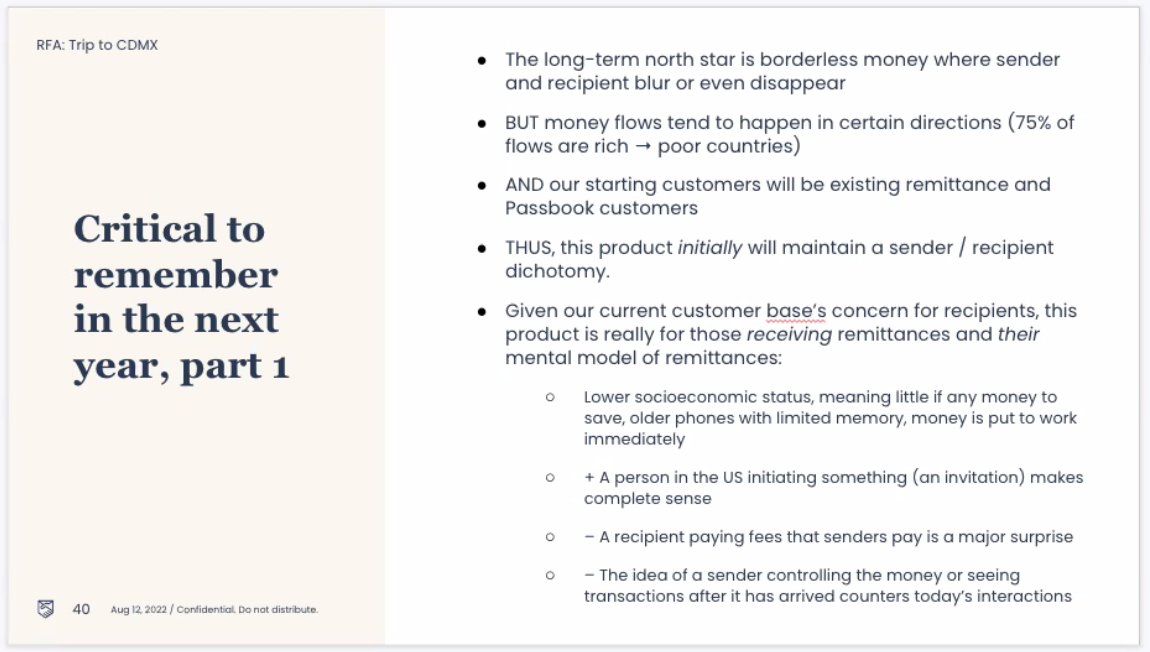 RFA: Trip to CDMX
Critical to
remember
in the next
year, part 1
● The long-term north star is borderless money where sender
and recipient blur or even disappear
● BUT money flows tend to happen in certain directions (75% of
flows are rich → poor countries)
● AND our starting customers will be existing remittance and
Passbook customers
● THUS, this product initially will maintain a sender / recipient
dichotomy.
● Given our current customer base's concern for recipients, this
product is really for those receiving remittances and their
mental model of remittances:
○ Lower socioeconomic status, meaning little if any money to
save, older phones with limited memory, money is put to work
immediately
○ + A person in the US initiating something (an invitation) makes
complete sense
○ – A recipient paying fees that senders pay is a major surprise
○ – The idea of a sender controlling the money or seeing
transactions after it has arrived counters today's interactions
40 Aug 12, 2022 / Confidential. Do not distribute.